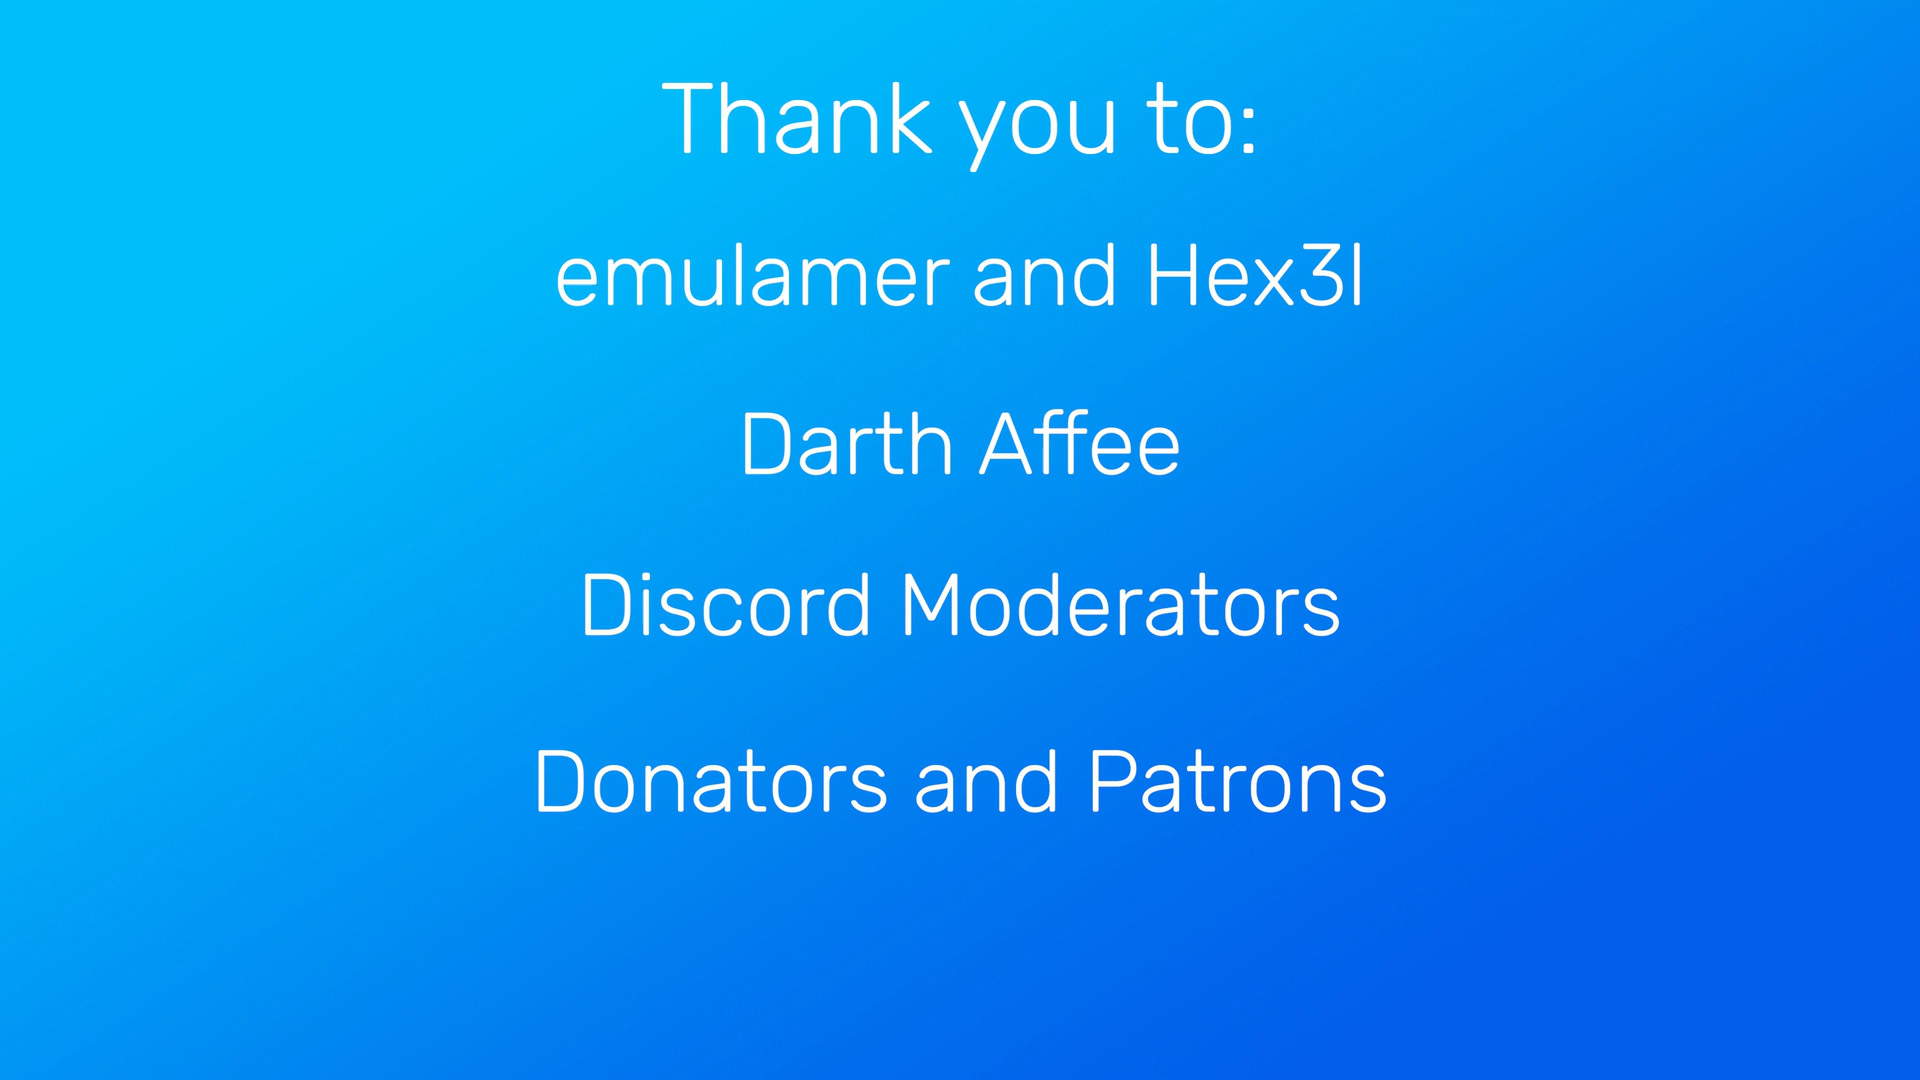 Thank you to:
emulamer and Hex3l
Darth Affee
Discord Moderators
Donators and Patrons